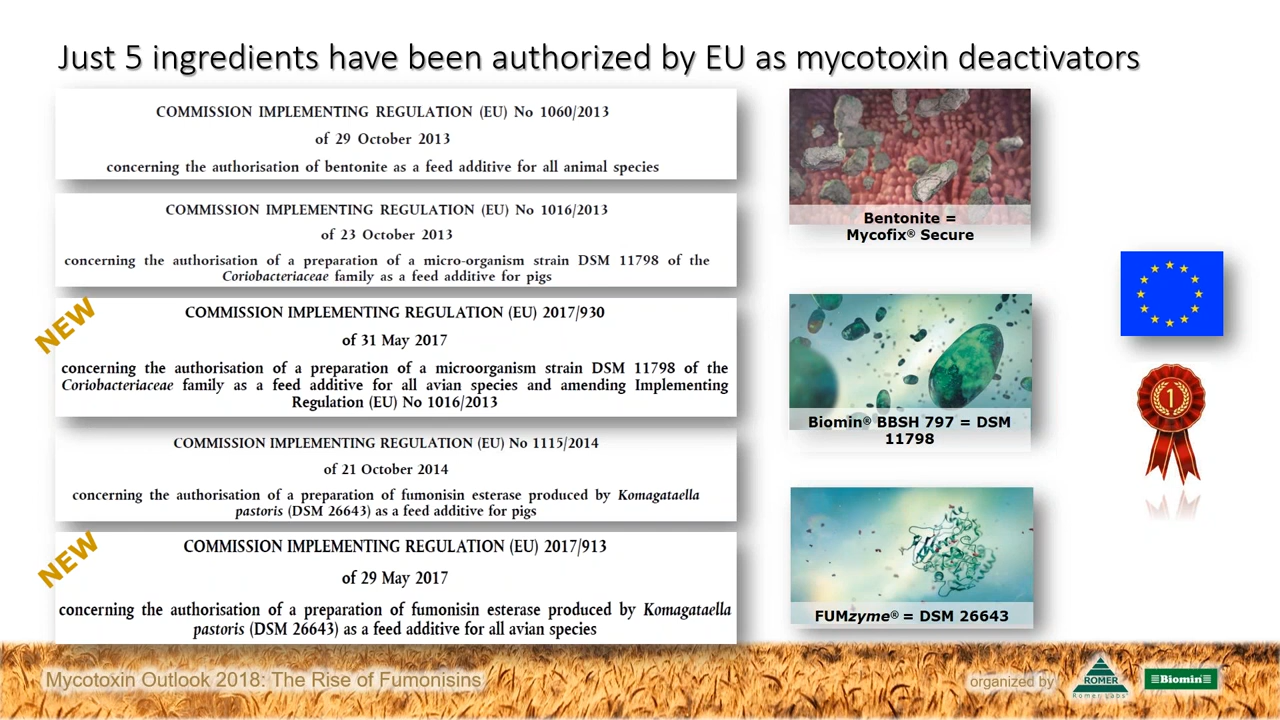 Just 5 ingredients have been authorized by EU as mycotoxin deactivators
COMMISSION IMPLEMENTING REGULATION (EU) No 1060/2013
of 29 October 2013
concerning the authorisation of bentonite as a feed additive for all animal species
COMMISSION IMPLEMENTING REGULATION (EU) No 1016/2013
of 23 October 2013
concerning the authorisation of a preparation of a micro-organism strain DSM 11798 of the
Coriobacteriaceae family as a feed additive for pigs
NEW
COMMISSION IMPLEMENTING REGULATION (EU) 2017/930
of 31 May 2017
concerning the authorisation of a preparation of a microorganism strain DSM 11798 of the
Coriobacteriaceae family as a feed additive for all avian species and amending Implementing
Regulation (EU) No 1016/2013
COMMISSION IMPLEMENTING REGULATION (EU) No 1115/2014
of 21 October 2014
concerning the authorisation of a preparation of fumonisin esterase produced by Komagataella
pastoris (DSM 26643) as a feed additive for pigs
NEW
COMMISSION IMPLEMENTING REGULATION (EU) 2017/913
of 29 May 2017
concerning the authorisation of a preparation of fumonisin esterase produced by Komagataella
pastoris (DSM 26643) as a feed additive for all avian species
Bentonite =
Mycofix® Secure
Biomin® BBSH 797 = DSM
11798
FUMzyme® = DSM 26643
1
Mycotoxin Outlook 2018: The Rise of Fumonisins
organized by
ROMER
Romer Labs®
Biomin